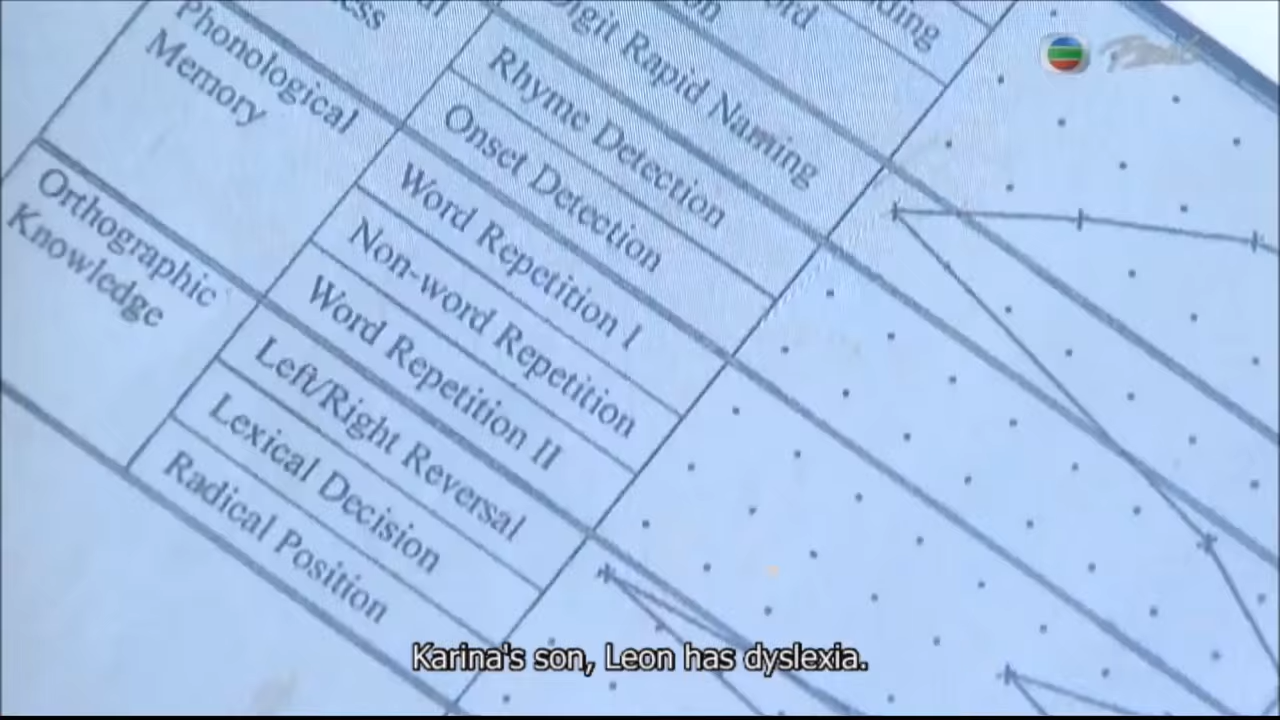 Digit Rapid Naming
Rhyme Detection
Onset Detection
Phonological
Memory
Word Repetition I
Non-word Repetition
Word Repetition II
Orthographic
Knowledge
Left/Right Reversal
Lexical Decision
Radical Position
Karina's son, Leon has dyslexia.